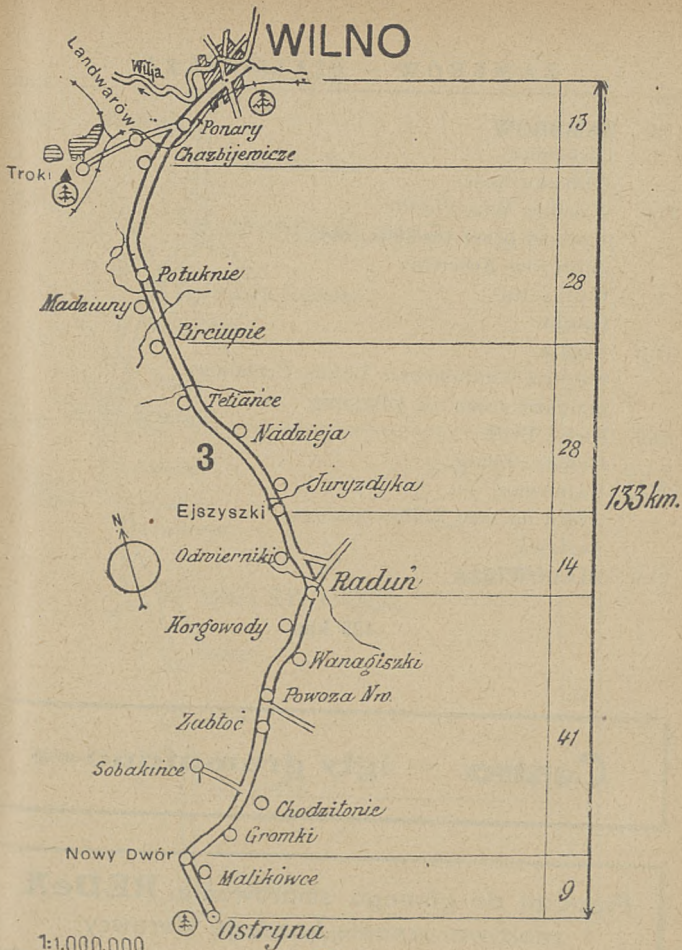 WILNO
Landwarów
Wilja
Ponary
13
Chazbijewicze
Troki
Połuknie
28
Madziuny
Pirciupie
Tetiańce
Nadzieja
3
28
Juryzdyka
133 km.
Ejszyszki
N
Odwierniki
14
Raduń
Korgowody
Wanagiszki
Powoza Nw.
Zabłoć
41
Sobakińce
Chodziłonie
Gromki
Nowy Dwór
Malikówce
9
Ostryna
1:1.000.000